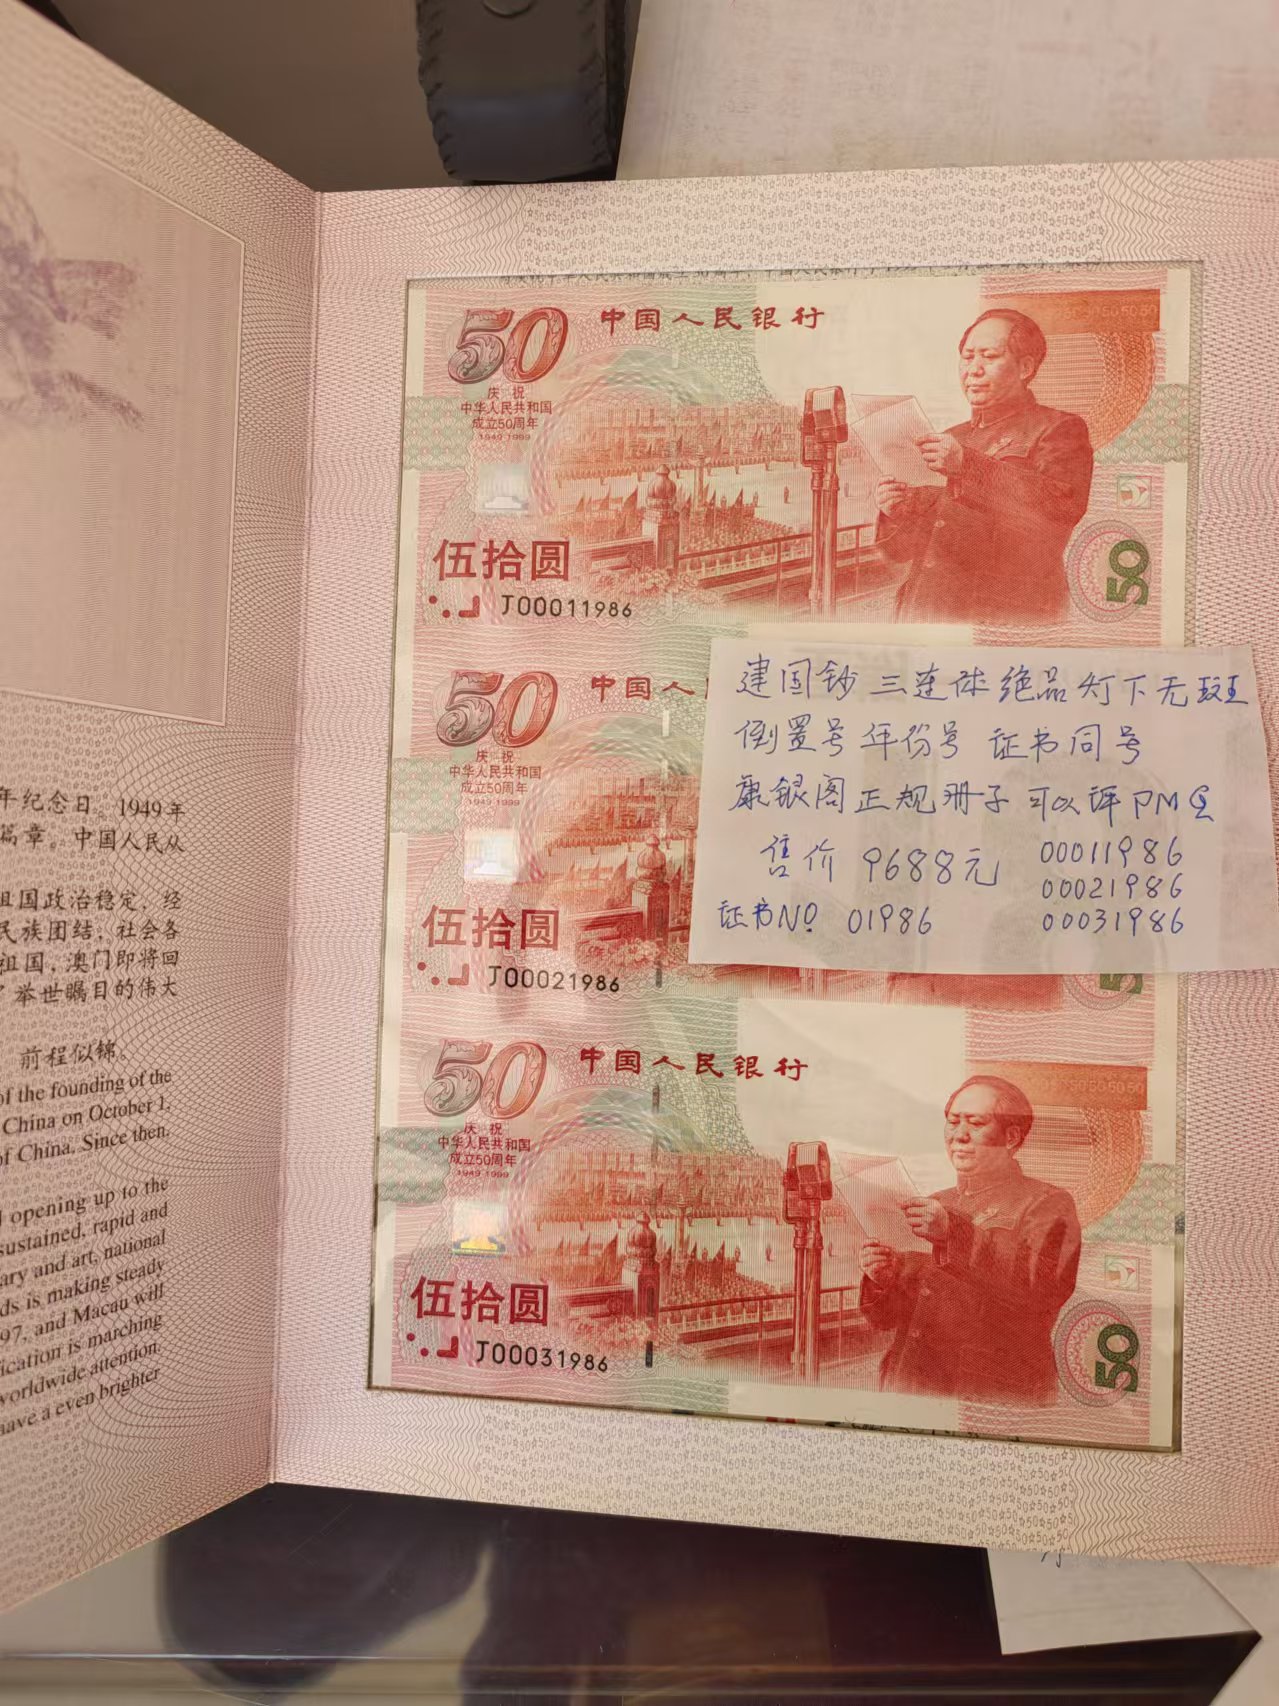 年纪念日。1949年
篇章。中国人民从
祖国政治稳定，经
民族团结，社会各
祖国，澳门即将回
了举世瞩目的伟大
前程似锦。
of the founding of the
China on October 1,
of China. Since then,
opening up to the
sustained, rapid and
ary and art, national
ds is making steady
97, and Macau will
ication is marching
worldwide attention.
have a even brighter
50
中国人民银行
庆 祝
中华人民共和国
成立50周年
1949-1999
伍拾圆
J00011986
50
50
中国人
庆 祝
中华人民共和国
成立50周年
1949-1999
伍拾圆
J00021986
50
建国钞 三连体 绝品 灯下无斑
倒置号 年份号 证书同号
康银阁 正规册子 可以评PMG
售价 9688元
00011986
00021986
证书NO 01986
00031986
50
中国人民银行
庆 祝
中华人民共和国
成立50周年
1949-1999
伍拾圆
J00031986
50